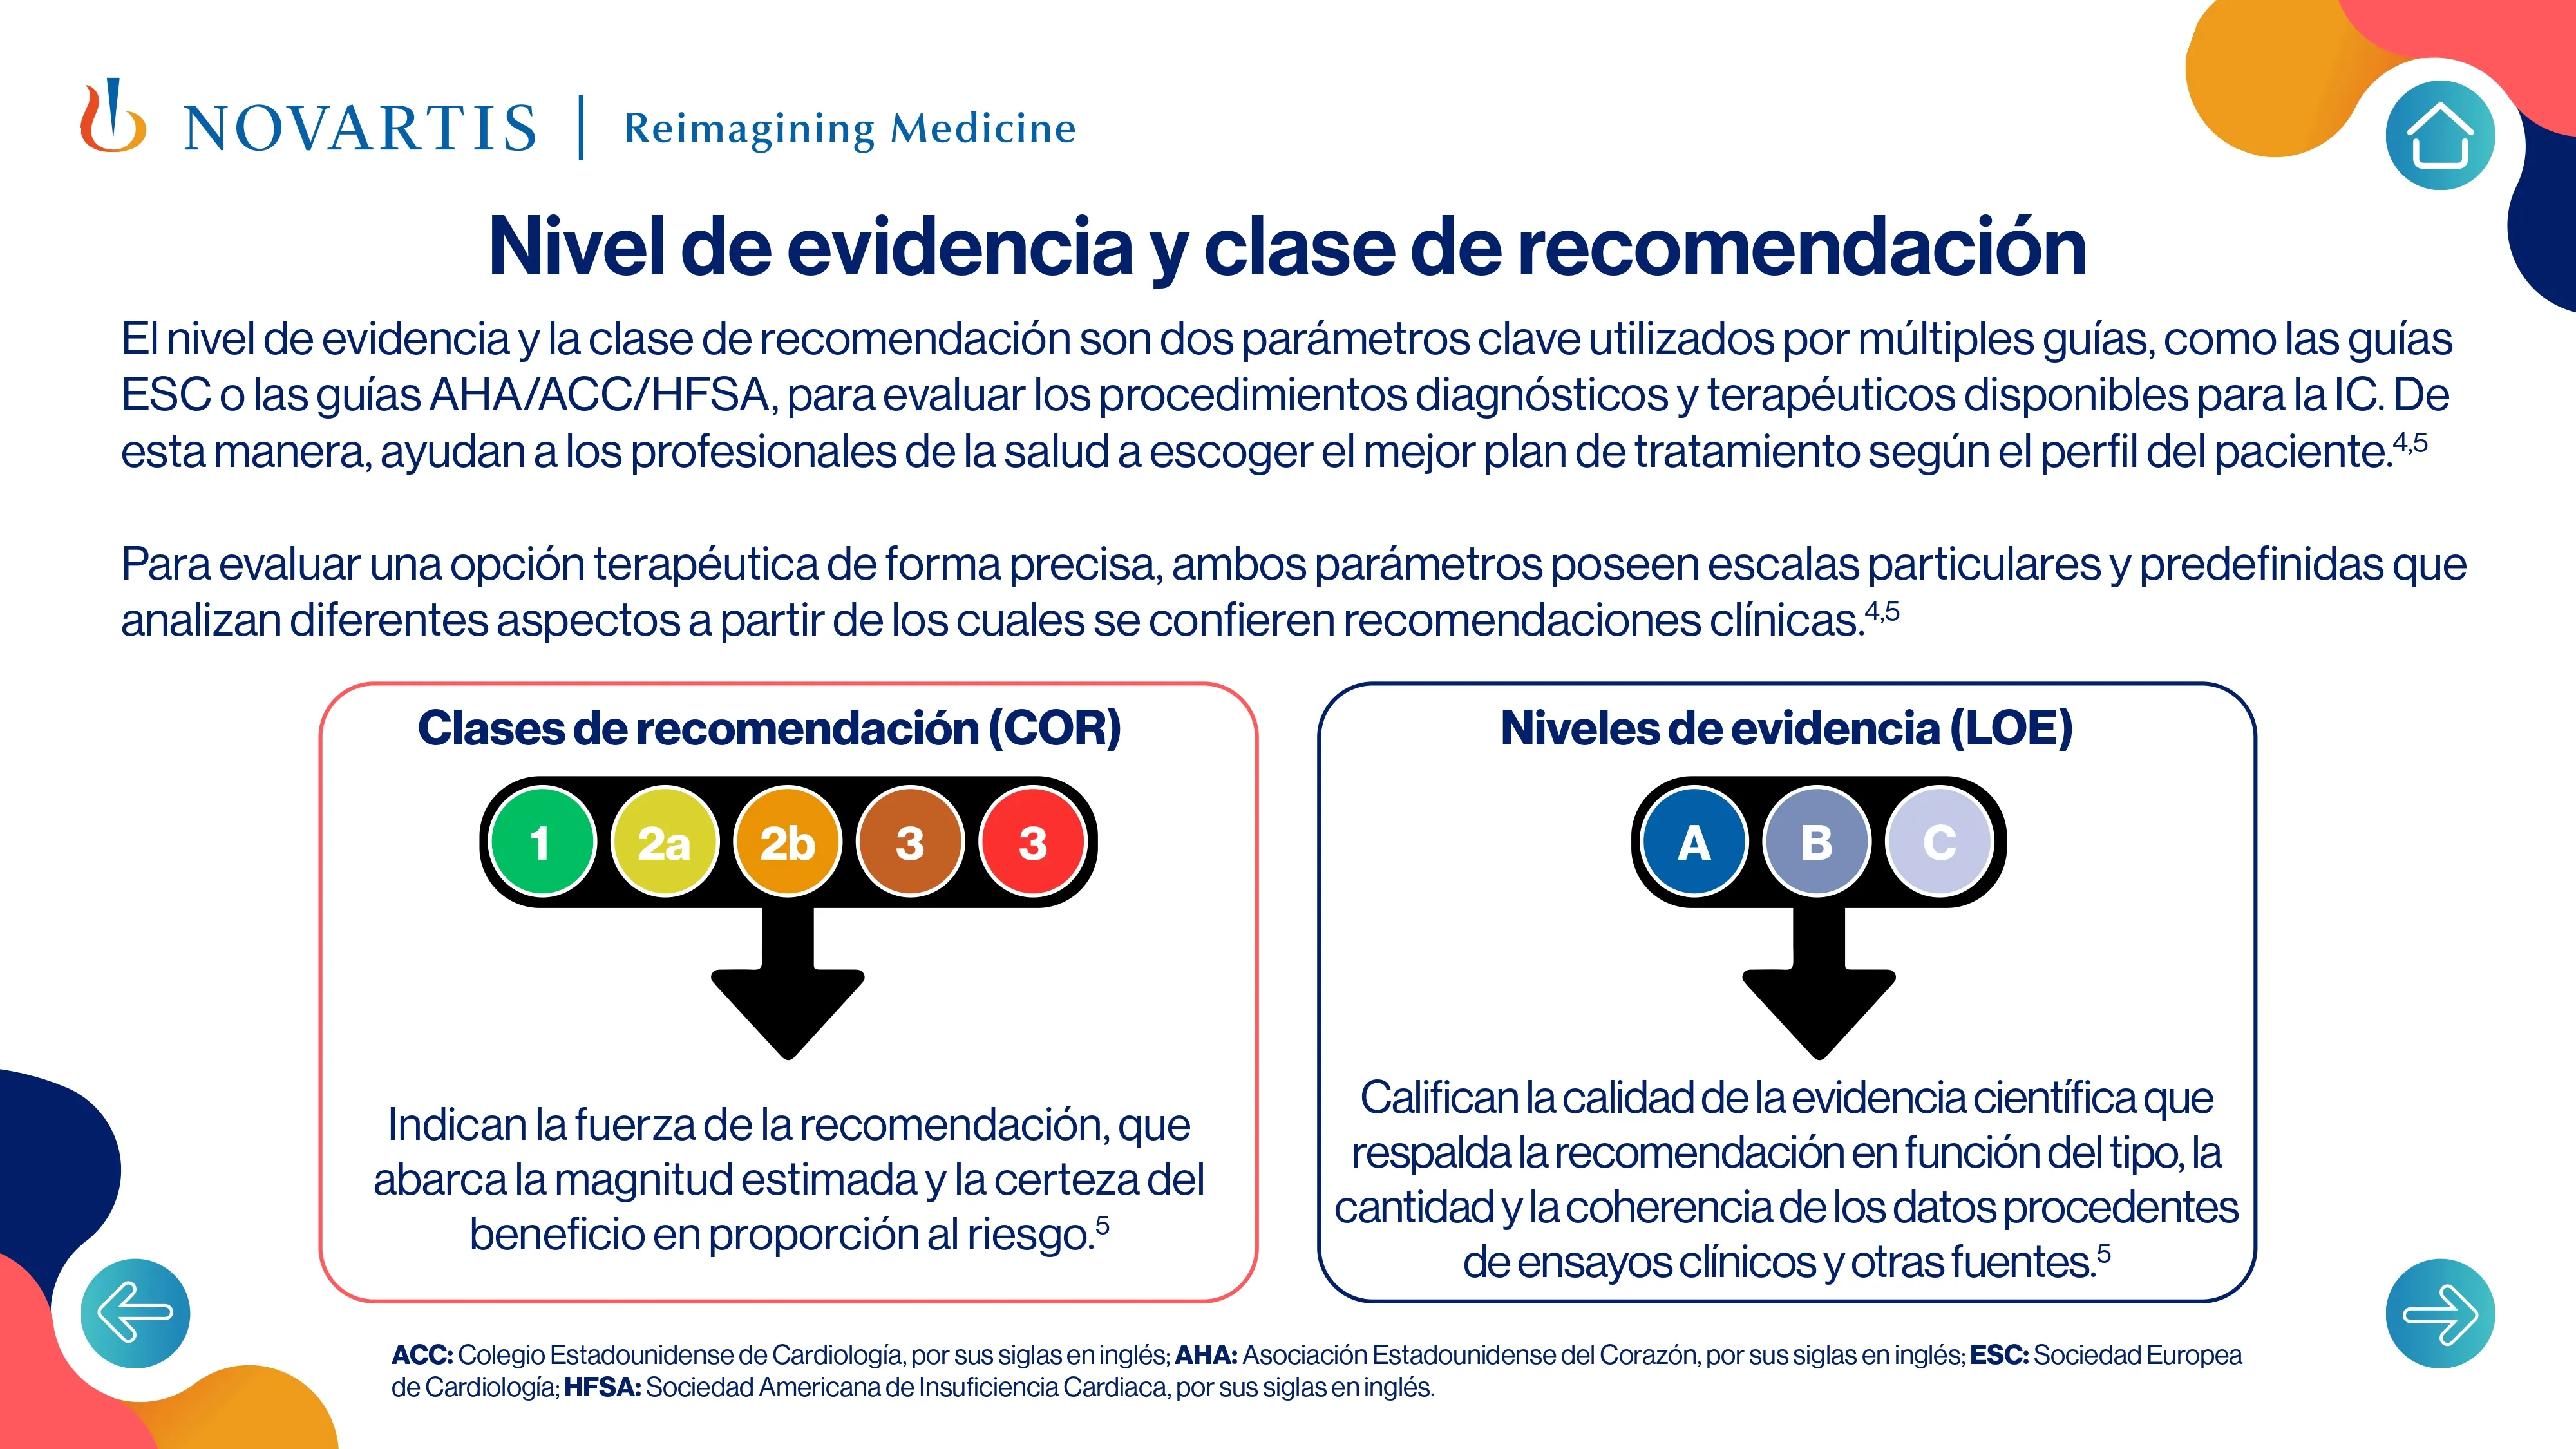 NOVARTIS | Reimagining Medicine
Nivel de evidencia y clase de recomendación
El nivel de evidencia y la clase de recomendación son dos parámetros clave utilizados por múltiples guías, como las guías
ESC o las guías AHA/ACC/HFSA, para evaluar los procedimientos diagnósticos y terapéuticos disponibles para la IC. De
esta manera, ayudan a los profesionales de la salud a escoger el mejor plan de tratamiento según el perfil del paciente.4,5
Para evaluar una opción terapéutica de forma precisa, ambos parámetros poseen escalas particulares y predefinidas que
analizan diferentes aspectos a partir de los cuales se confieren recomendaciones clínicas.4,5
Clases de recomendación (COR)
1 2a 2b 3 3
Indican la fuerza de la recomendación, que
abarca la magnitud estimada y la certeza del
beneficio en proporción al riesgo.5
Niveles de evidencia (LOE)
A B C
Califican la calidad de la evidencia científica que
respalda la recomendación en función del tipo, la
cantidad y la coherencia de los datos procedentes
de ensayos clínicos y otras fuentes.5
ACC: Colegio Estadounidense de Cardiología, por sus siglas en inglés; AHA: Asociación Estadounidense del Corazón, por sus siglas en inglés; ESC: Sociedad Europea
de Cardiología; HFSA: Sociedad Americana de Insuficiencia Cardiaca, por sus siglas en inglés.